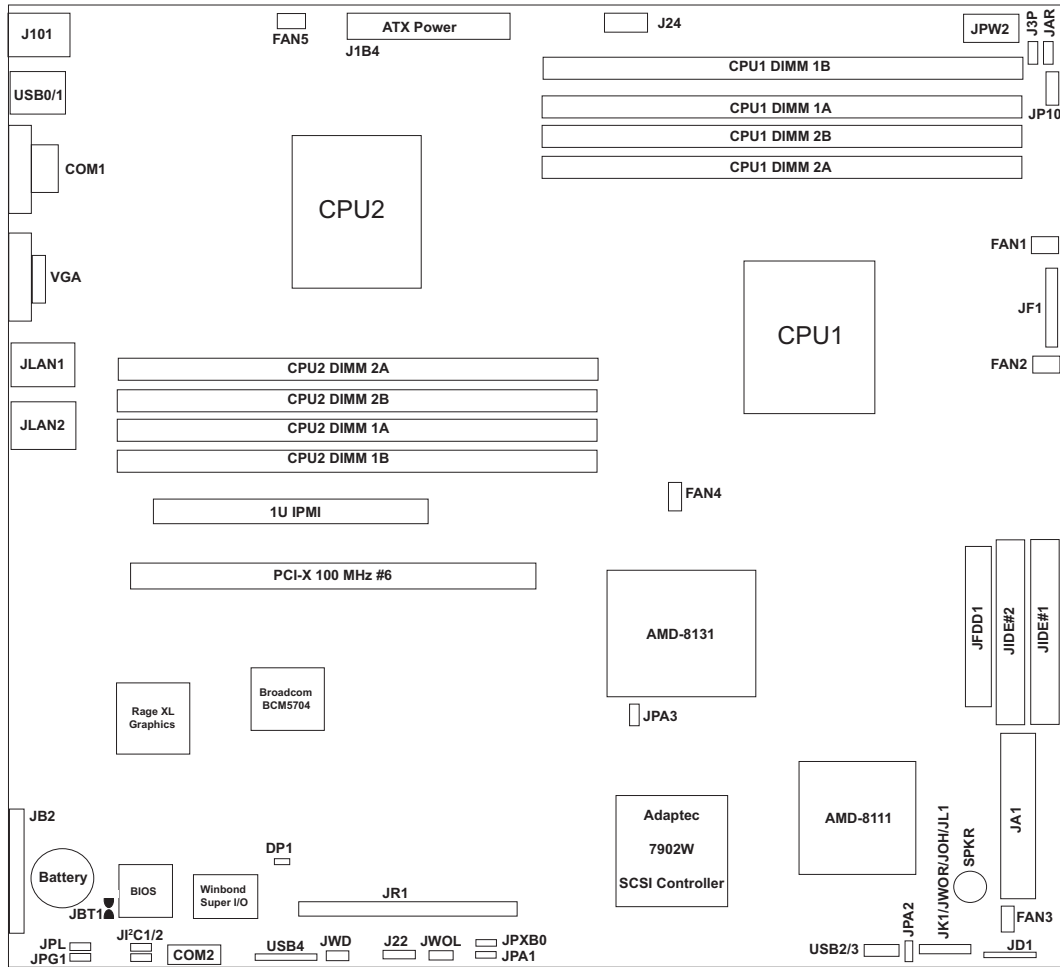 J101
FAN5
ATX Power
J1B4
J24
JPW2
J3P
JAR
USB0/1
CPU1 DIMM 1B
CPU1 DIMM 1A
JP10
CPU1 DIMM 2B
COM1
CPU1 DIMM 2A
CPU2
FAN1
VGA
JF1
CPU1
JLAN1
CPU2 DIMM 2A
FAN2
CPU2 DIMM 2B
JLAN2
CPU2 DIMM 1A
CPU2 DIMM 1B
FAN4
1U IPMI
PCI-X 100 MHz #6
JFDD1
JIDE#2
JIDE#1
AMD-8131
Broadcom
BCM5704
Rage XL
Graphics
JPA3
JB2
Adaptec
7902W
SCSI Controller
AMD-8111
JA1
DP1
JK1/JWOR/JOH/JL1
SPKR
Battery
BIOS
Winbond
Super I/O
JR1
JBT1
JPA2
FAN3
JPL
JPG1
JI²C1/2
COM2
USB4
JWD
J22
JWOL
JPXB0
JPA1
USB2/3
JD1